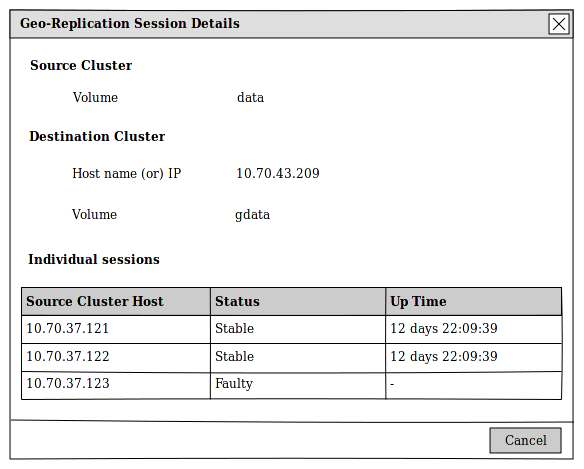 Geo-Replication Session Details
Source Cluster
Volume data
Destination Cluster
Host name (or) IP 10.70.43.209
Volume gdata
Individual sessions
Source Cluster Host Status Up Time
10.70.37.121 Stable 12 days 22:09:39
10.70.37.122 Stable 12 days 22:09:39
10.70.37.123 Faulty -
Cancel